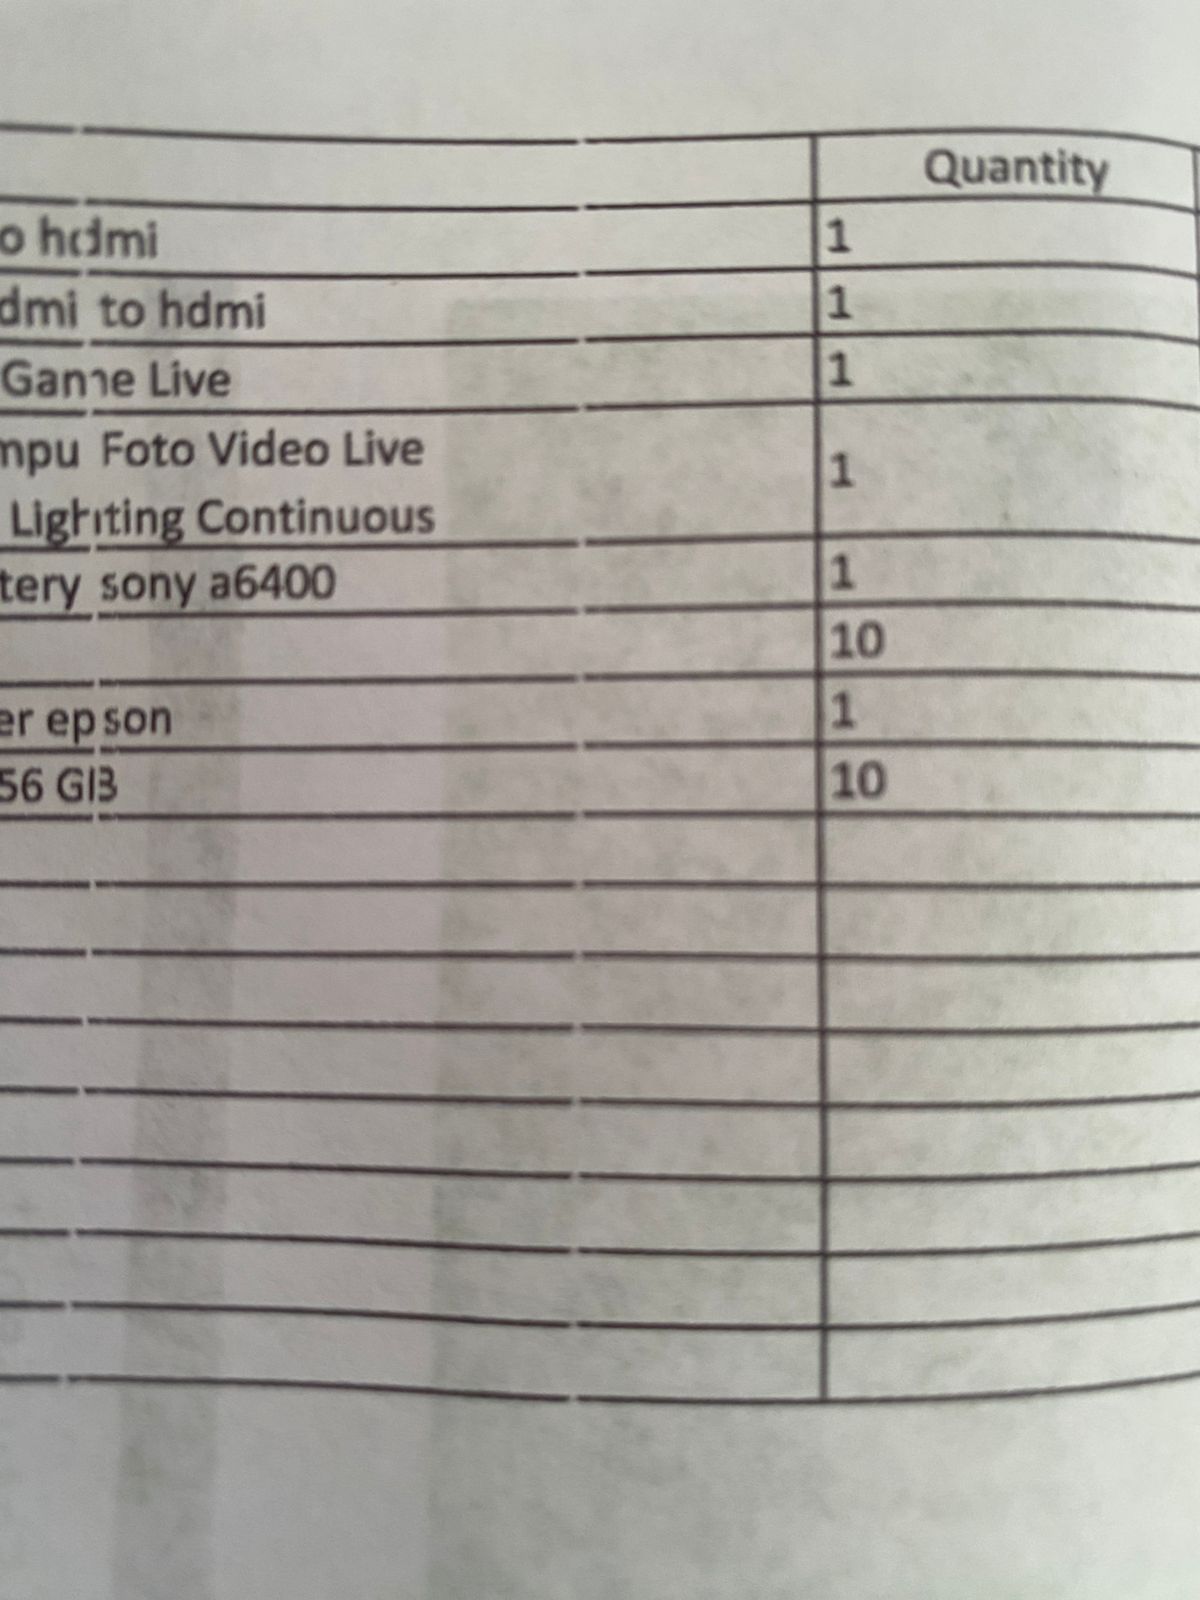 Quantity
o hdmi 1
dmi to hdmi 1
Game Live 1
mpu Foto Video Live
1
Lighting Continuous
tery sony a6400 1
10
er epson 1
56 GB 10